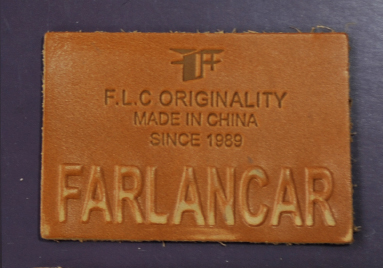 F.L.C ORIGINALITY
MADE IN CHINA
SINCE 1989
FARLANCAR